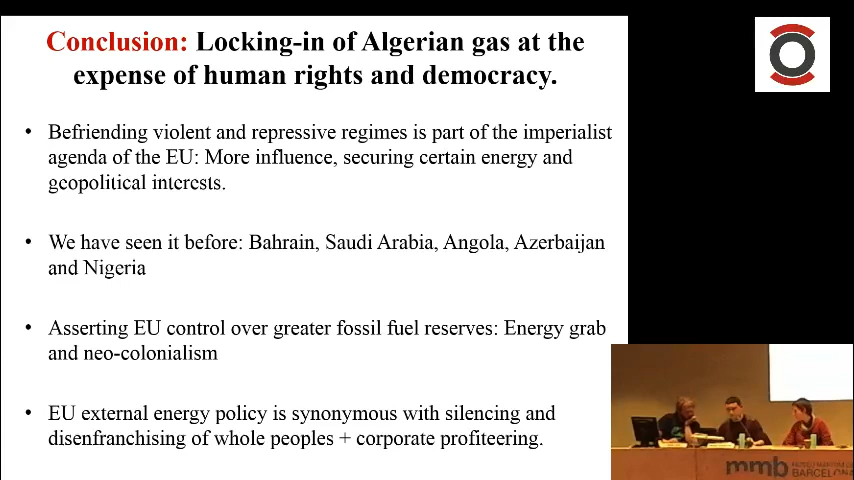 Conclusion: Locking-in of Algerian gas at the
expense of human rights and democracy.
• Befriending violent and repressive regimes is part of the imperialist
agenda of the EU: More influence, securing certain energy and
geopolitical interests.
• We have seen it before: Bahrain, Saudi Arabia, Angola, Azerbaijan
and Nigeria
• Asserting EU control over greater fossil fuel reserves: Energy grab
and neo-colonialism
• EU external energy policy is synonymous with silencing and
disenfranchising of whole peoples + corporate profiteering.
mmb
BARCELONA